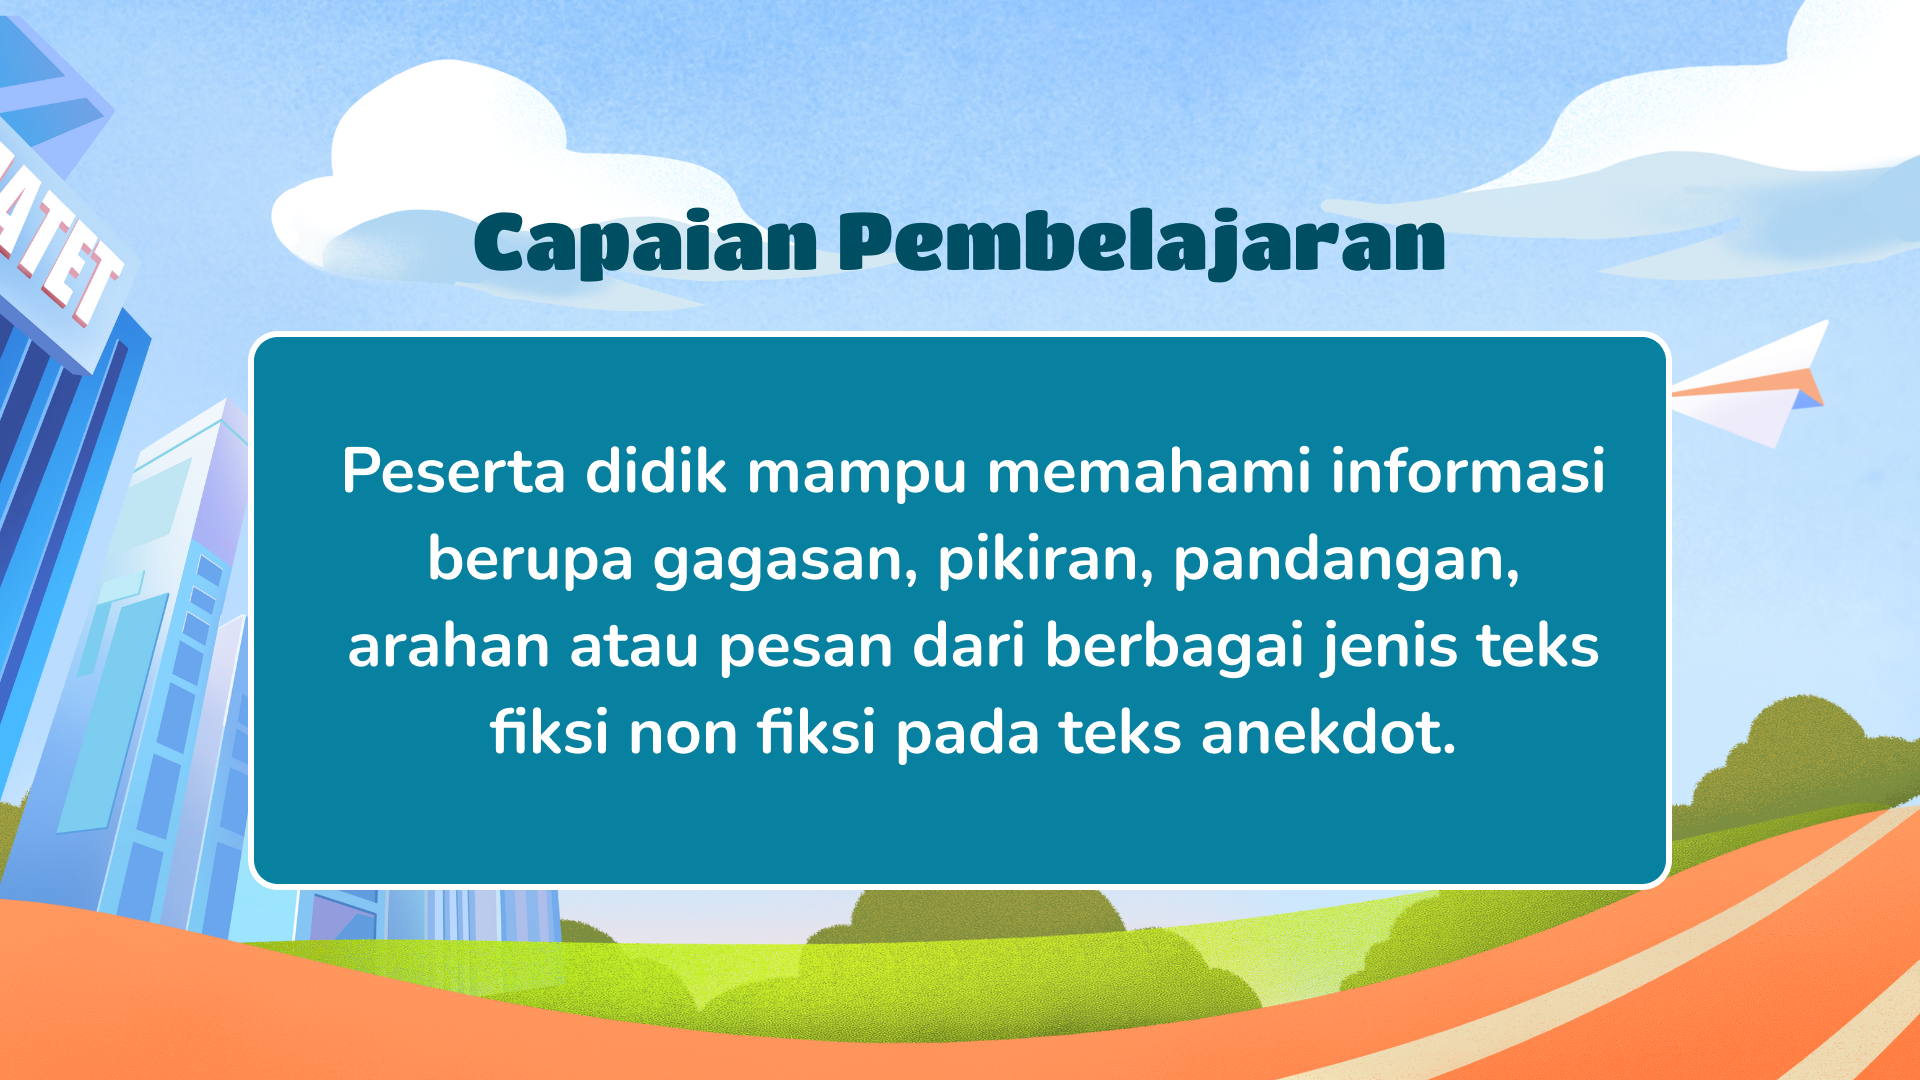 ATET
Capaian Pembelajaran
Peserta didik mampu memahami informasi
berupa gagasan, pikiran, pandangan,
arahan atau pesan dari berbagai jenis teks
fiksi non fiksi pada teks anekdot.